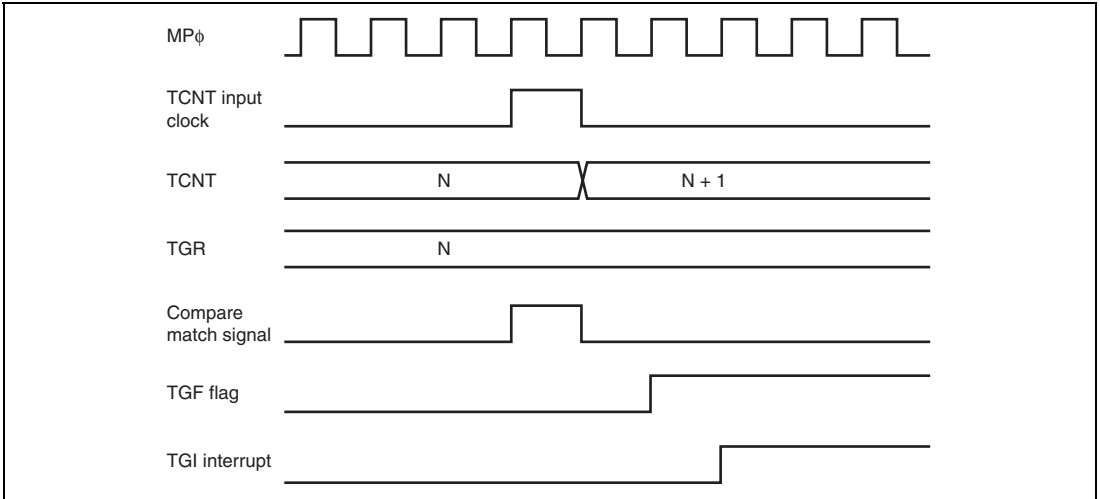 MPϕ
TCNT input
clock
TCNT
N
N + 1
TGR
N
Compare
match signal
TGF flag
TGI interrupt